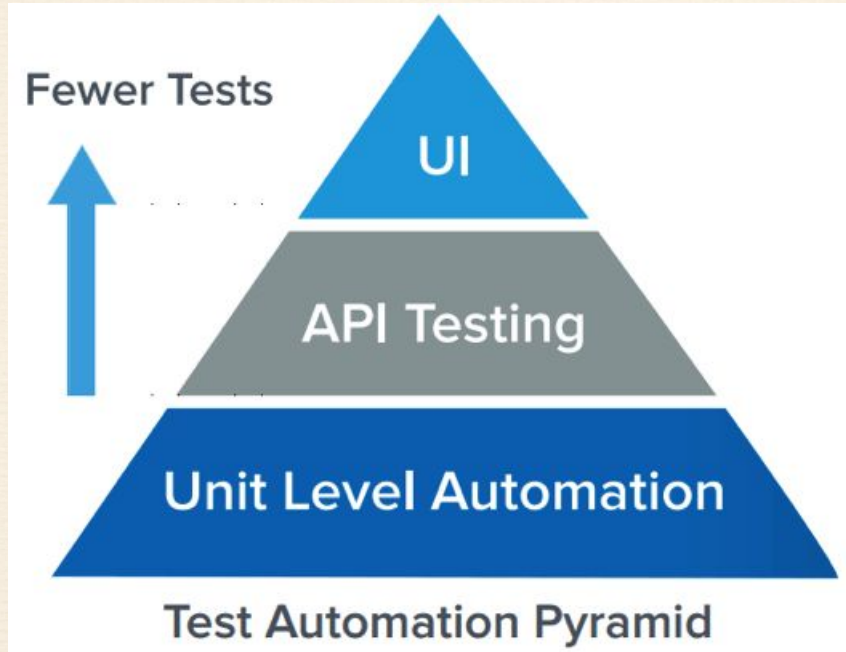 Fewer Tests
UI
API Testing
Unit Level Automation
Test Automation Pyramid